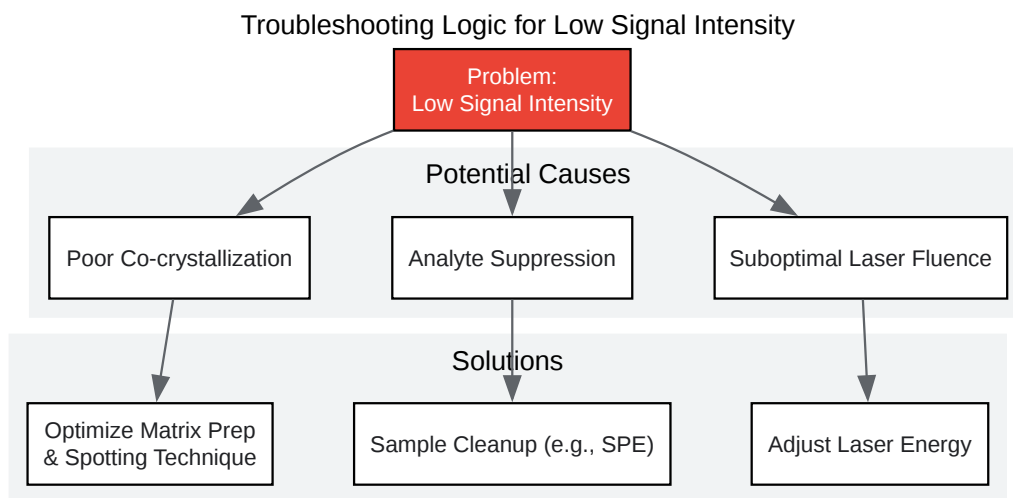 Troubleshooting Logic for Low Signal Intensity
Problem:
Low Signal Intensity
Potential Causes
Poor Co-crystallization
Analyte Suppression
Suboptimal Laser Fluence
Solutions
Optimize Matrix Prep
& Spotting Technique
Sample Cleanup (e.g., SPE)
Adjust Laser Energy